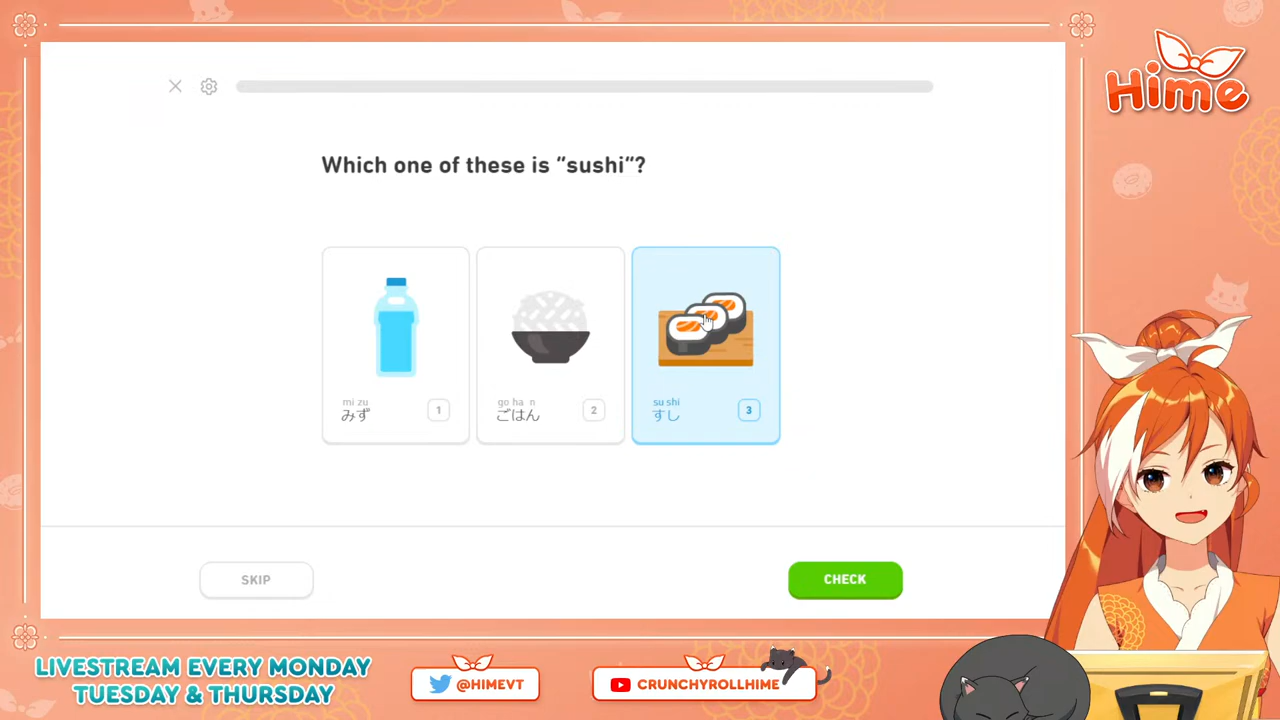 Hime
Which one of these is “sushi”?
mi zu
みず
1
go ha n
ごはん
2
su shi
すし
3
SKIP
CHECK
LIVESTREAM EVERY MONDAY
TUESDAY & THURSDAY
@HIMEVT
CRUNCHYROLLHIME